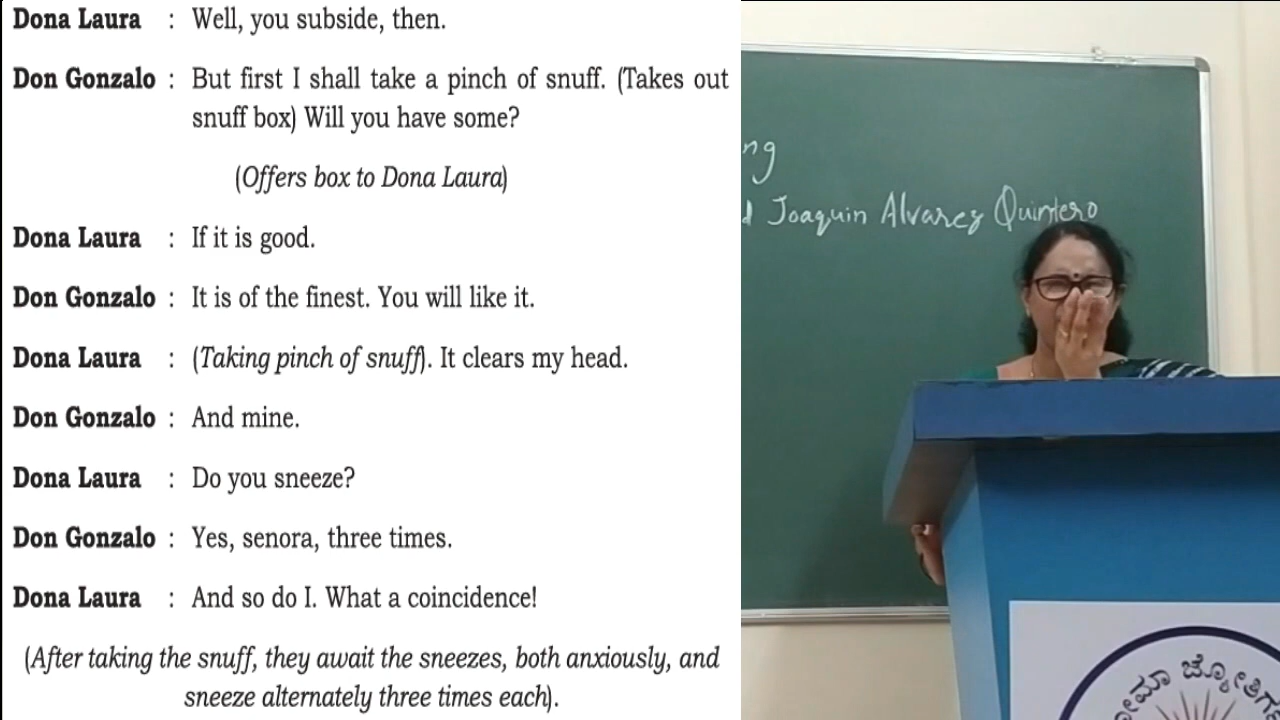 Dona Laura : Well, you subside, then.
Don Gonzalo : But first I shall take a pinch of snuff. (Takes out
snuff box) Will you have some?
(Offers box to Dona Laura)
Dona Laura : If it is good.
Don Gonzalo : It is of the finest. You will like it.
Dona Laura : (Taking pinch of snuff). It clears my head.
Don Gonzalo : And mine.
Dona Laura : Do you sneeze?
Don Gonzalo : Yes, senora, three times.
Dona Laura : And so do I. What a coincidence!
(After taking the snuff, they await the sneezes, both anxiously, and
sneeze alternately three times each).
ng
d Joaquin Alvarez Quintero